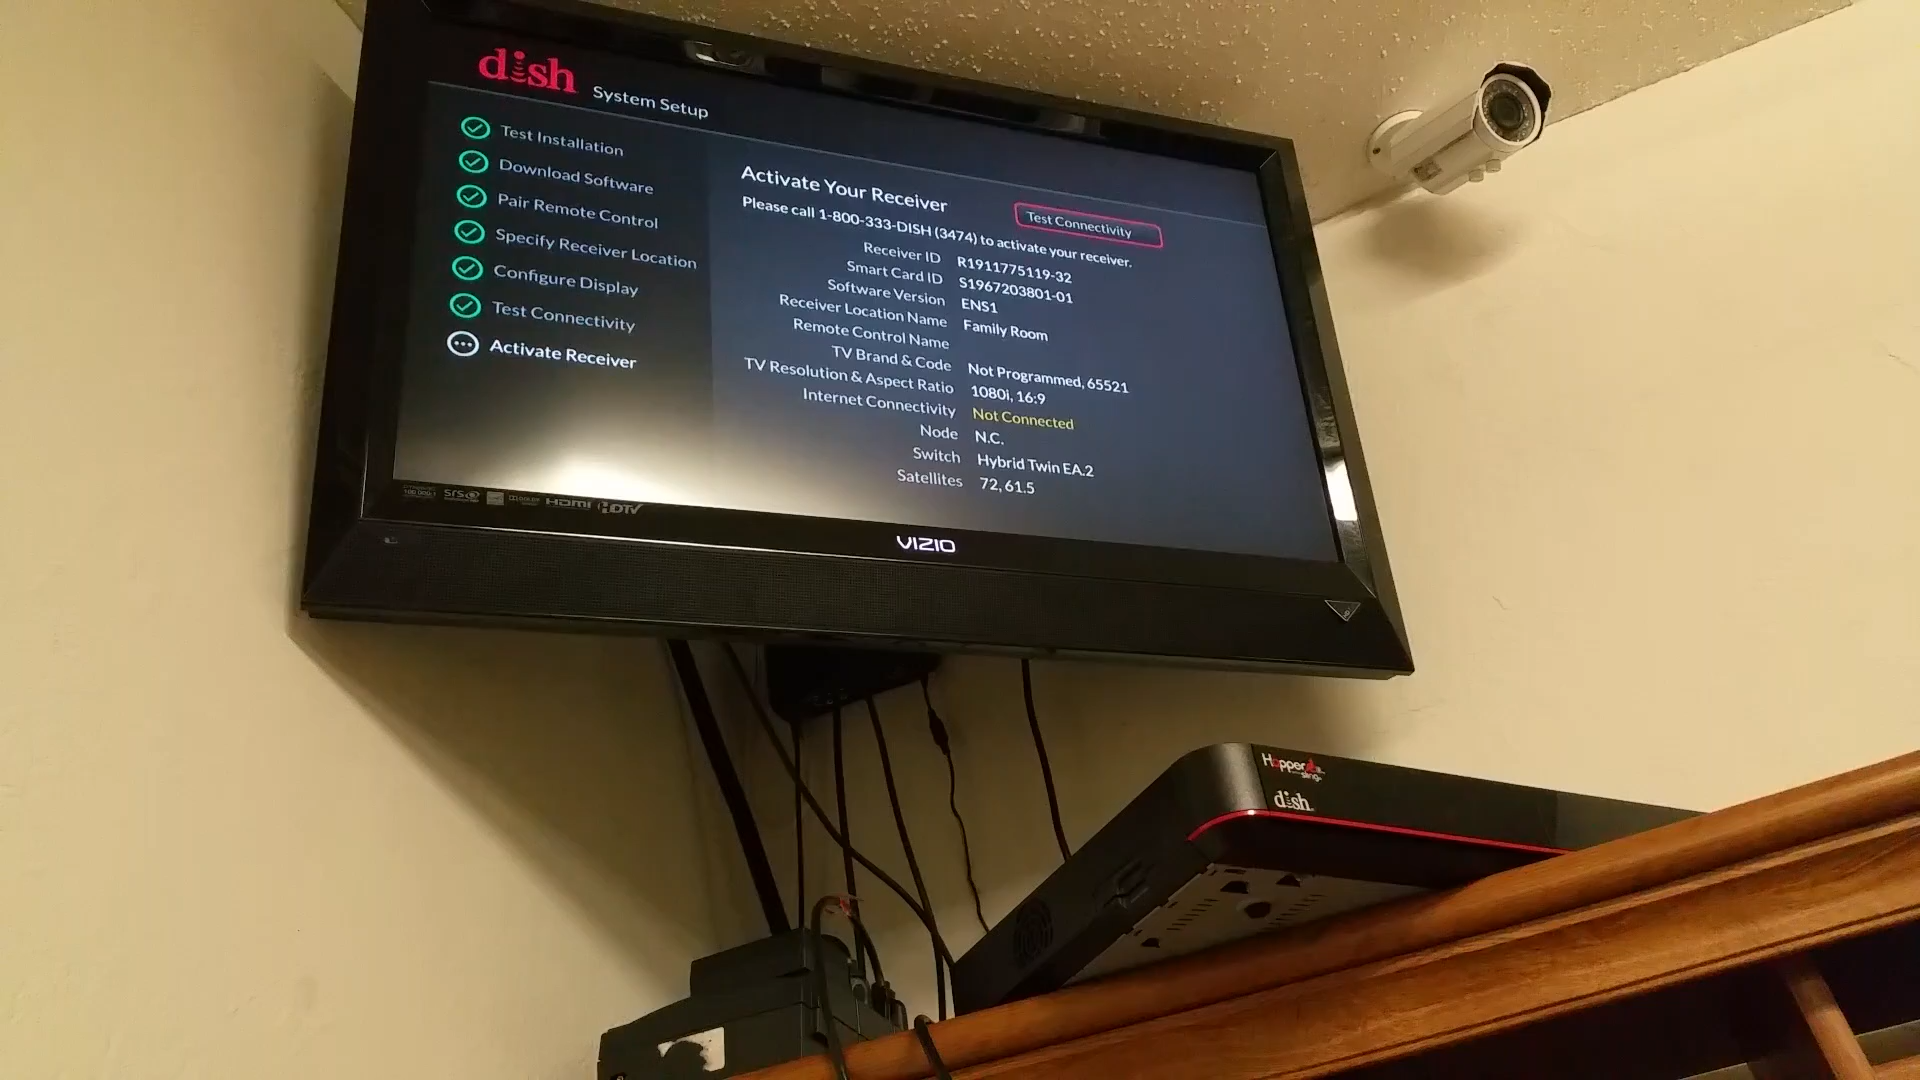 dish System Setup
Test Installation
Download Software
Pair Remote Control
Specify Receiver Location
Configure Display
Test Connectivity
Activate Receiver
Activate Your Receiver
Test Connectivity
Please call 1-800-333-DISH (3474) to activate your receiver.
Receiver ID R1911775119-32
Smart Card ID S1967203801-01
Software Version ENS1
Receiver Location Name Family Room
Remote Control Name
TV Brand & Code Not Programmed, 65521
TV Resolution & Aspect Ratio 1080i, 16:9
Internet Connectivity Not Connected
Node N.C.
Switch Hybrid Twin EA.2
Satellites 72, 61.5
SRS HDMI HDTV
VIZIO
Hopper
sling
dish